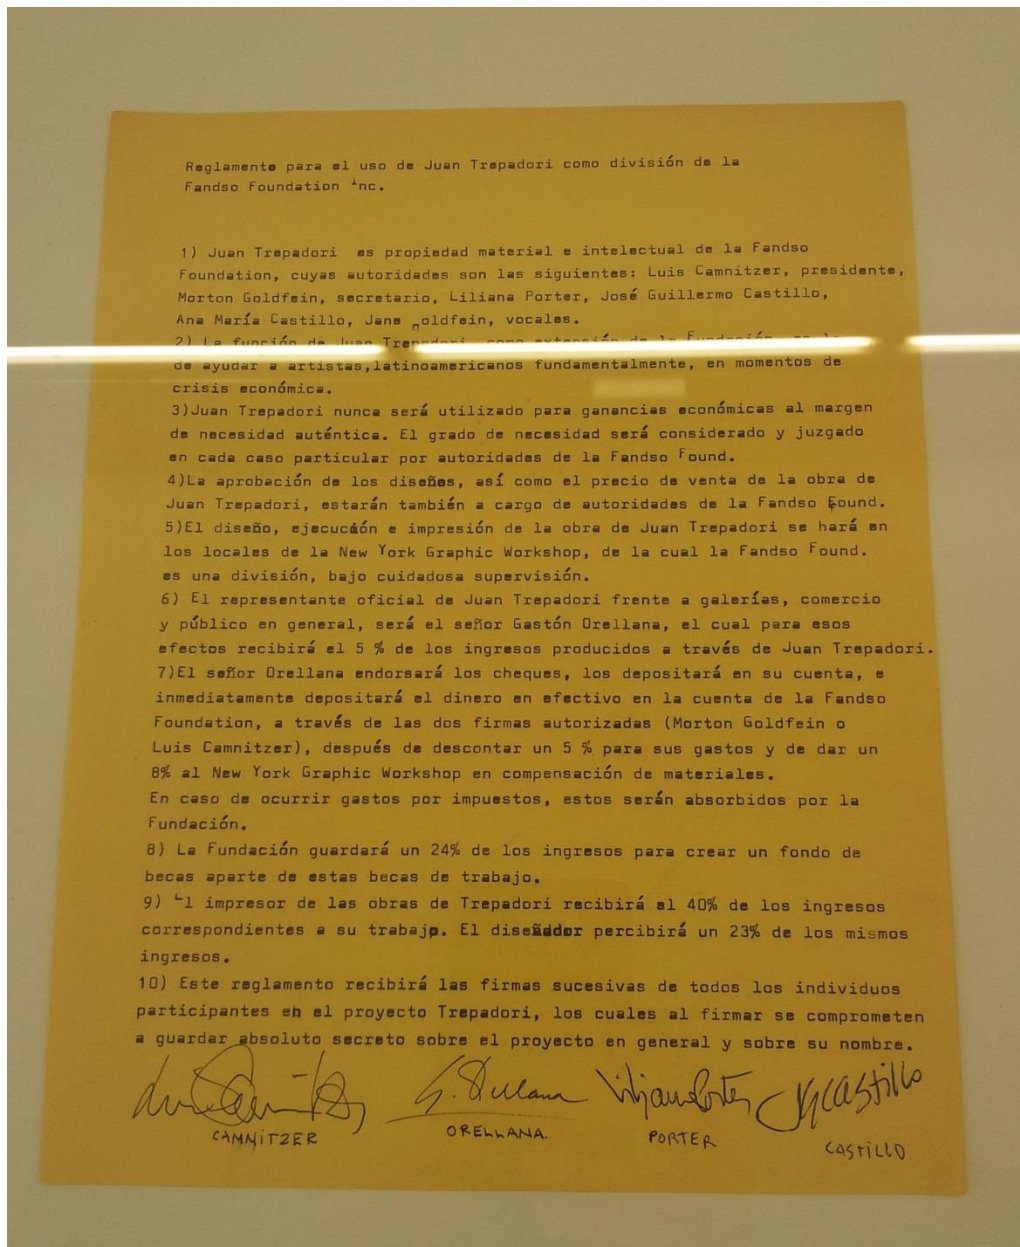 Reglamento para el uso de Juan Trepadori como división de la
Fandso Foundation Inc.
1) Juan Trepadori es propiedad material e intelectual de la Fandso
Foundation, cuyas autoridades son las siguientes: Luis Camnitzer, presidente,
Morton Goldfein, secretario, Liliana Porter, José Guillermo Castillo,
Ana María Castillo, Jane Goldfein, vocales.
2) La función de Juan Trepadori, como extensión de la Fundación, es la
de ayudar a artistas,latinoamericanos fundamentalmente, en momentos de
crisis económica.
3)Juan Trepadori nunca será utilizado para ganancias económicas al margen
de necesidad auténtica. El grado de necesidad será considerado y juzgado
en cada caso particular por autoridades de la Fandso Found.
4)La aprobación de los diseños, así como el precio de venta de la obra de
Juan Trepadori, estarán también a cargo de autoridades de la Fandso Found.
5)El diseño, ejecución e impresión de la obra de Juan Trepadori se hará en
los locales de la New York Graphic Workshop, de la cual la Fandso Found.
es una división, bajo cuidadosa supervisión.
6) El representante oficial de Juan Trepadori frente a galerías, comercio
y público en general, será el señor Gastón Orellana, el cual para esos
efectos recibirá el 5 % de los ingresos producidos a través de Juan Trepadori.
7)El señor Orellana endorsará los cheques, los depositará en su cuenta, e
inmediatamente depositará el dinero en efectivo en la cuenta de la Fandso
Foundation, a través de las dos firmas autorizadas (Morton Goldfein o
Luis Camnitzer), después de descontar un 5 % para sus gastos y de dar un
8% al New York Graphic Workshop en compensación de materiales.
En caso de ocurrir gastos por impuestos, estos serán absorbidos por la
Fundación.
8) La Fundación guardará un 24% de los ingresos para crear un fondo de
becas aparte de estas becas de trabajo.
9) El impresor de las obras de Trepadori recibirá el 40% de los ingresos
correspondientes a su trabajo. El diseñador percibirá un 23% de los mismos
ingresos.
10) Este reglamento recibirá las firmas sucesivas de todos los individuos
participantes en el proyecto Trepadori, los cuales al firmar se comprometen
a guardar absoluto secreto sobre el proyecto en general y sobre su nombre.
Luis Camnitzer G. Orellana Liliana Porter JG Castillo
CAMNITZER ORELLANA. PORTER CASTILLO